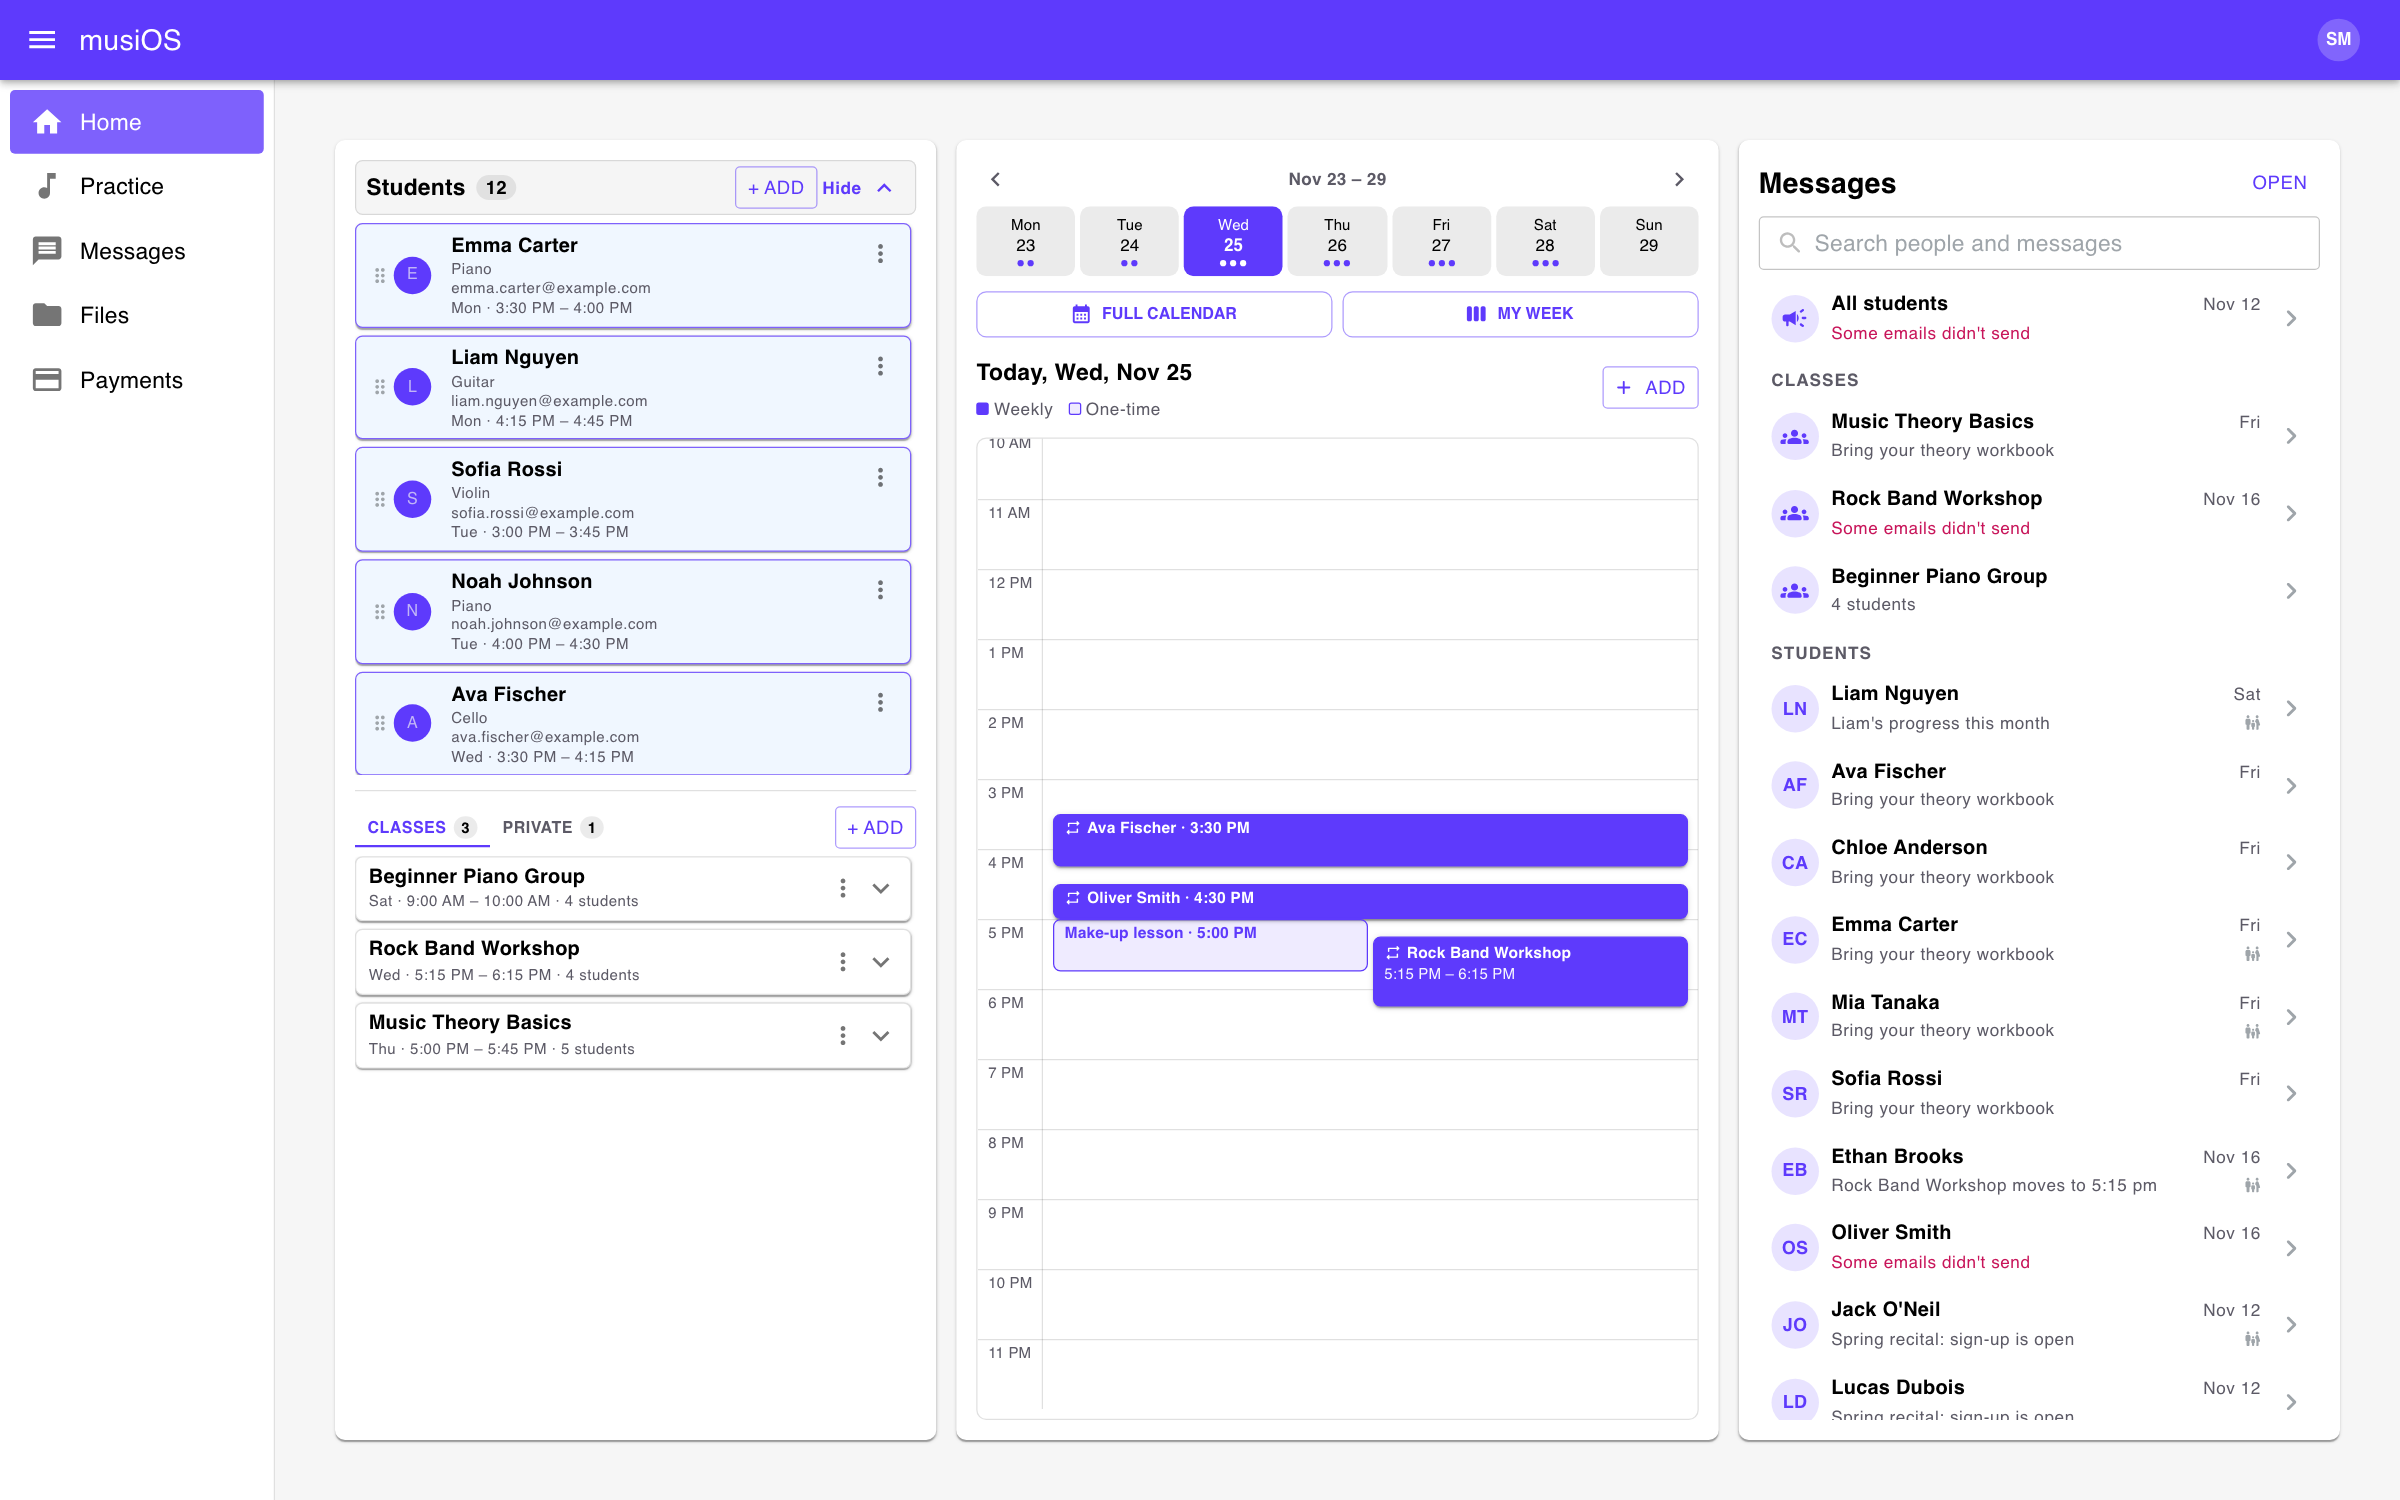 musiOS
SM
Home
Practice
Messages
Files
Payments
Students 12
+ ADD Hide
E
Emma Carter
Piano
emma.carter@example.com
Mon · 3:30 PM – 4:00 PM
L
Liam Nguyen
Guitar
liam.nguyen@example.com
Mon · 4:15 PM – 4:45 PM
S
Sofia Rossi
Violin
sofia.rossi@example.com
Tue · 3:00 PM – 3:45 PM
N
Noah Johnson
Piano
noah.johnson@example.com
Tue · 4:00 PM – 4:30 PM
A
Ava Fischer
Cello
ava.fischer@example.com
Wed · 3:30 PM – 4:15 PM
CLASSES 3 PRIVATE 1 + ADD
Beginner Piano Group
Sat · 9:00 AM – 10:00 AM · 4 students
Rock Band Workshop
Wed · 5:15 PM – 6:15 PM · 4 students
Music Theory Basics
Thu · 5:00 PM – 5:45 PM · 5 students
Nov 23 – 29
Mon 23
Tue 24
Wed 25
Thu 26
Fri 27
Sat 28
Sun 29
FULL CALENDAR
MY WEEK
Today, Wed, Nov 25
Weekly One-time
+ ADD
10 AM
11 AM
12 PM
1 PM
2 PM
3 PM
Ava Fischer · 3:30 PM
4 PM
Oliver Smith · 4:30 PM
5 PM
Make-up lesson · 5:00 PM
Rock Band Workshop
5:15 PM – 6:15 PM
6 PM
7 PM
8 PM
9 PM
10 PM
11 PM
Messages
OPEN
Search people and messages
All students Nov 12
Some emails didn't send
CLASSES
Music Theory Basics Fri
Bring your theory workbook
Rock Band Workshop Nov 16
Some emails didn't send
Beginner Piano Group
4 students
STUDENTS
LN
Liam Nguyen Sat
Liam's progress this month
AF
Ava Fischer Fri
Bring your theory workbook
CA
Chloe Anderson Fri
Bring your theory workbook
EC
Emma Carter Fri
Bring your theory workbook
MT
Mia Tanaka Fri
Bring your theory workbook
SR
Sofia Rossi Fri
Bring your theory workbook
EB
Ethan Brooks Nov 16
Rock Band Workshop moves to 5:15 pm
OS
Oliver Smith Nov 16
Some emails didn't send
JO
Jack O'Neil Nov 12
Spring recital: sign-up is open
LD
Lucas Dubois Nov 12
Spring recital: sign-up is open